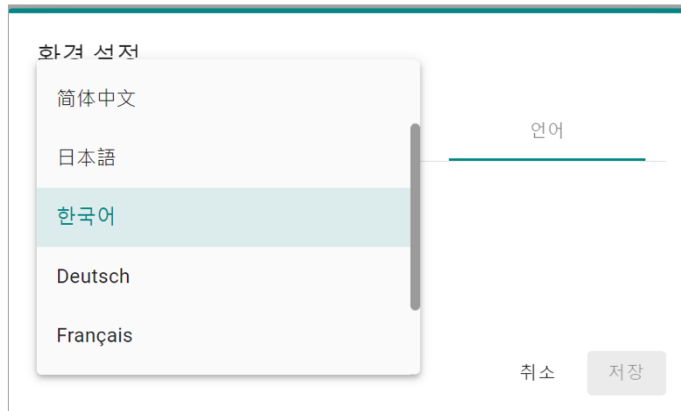 환경 설정
언어
简体中文
日本語
한국어
Deutsch
Français
취소
저장